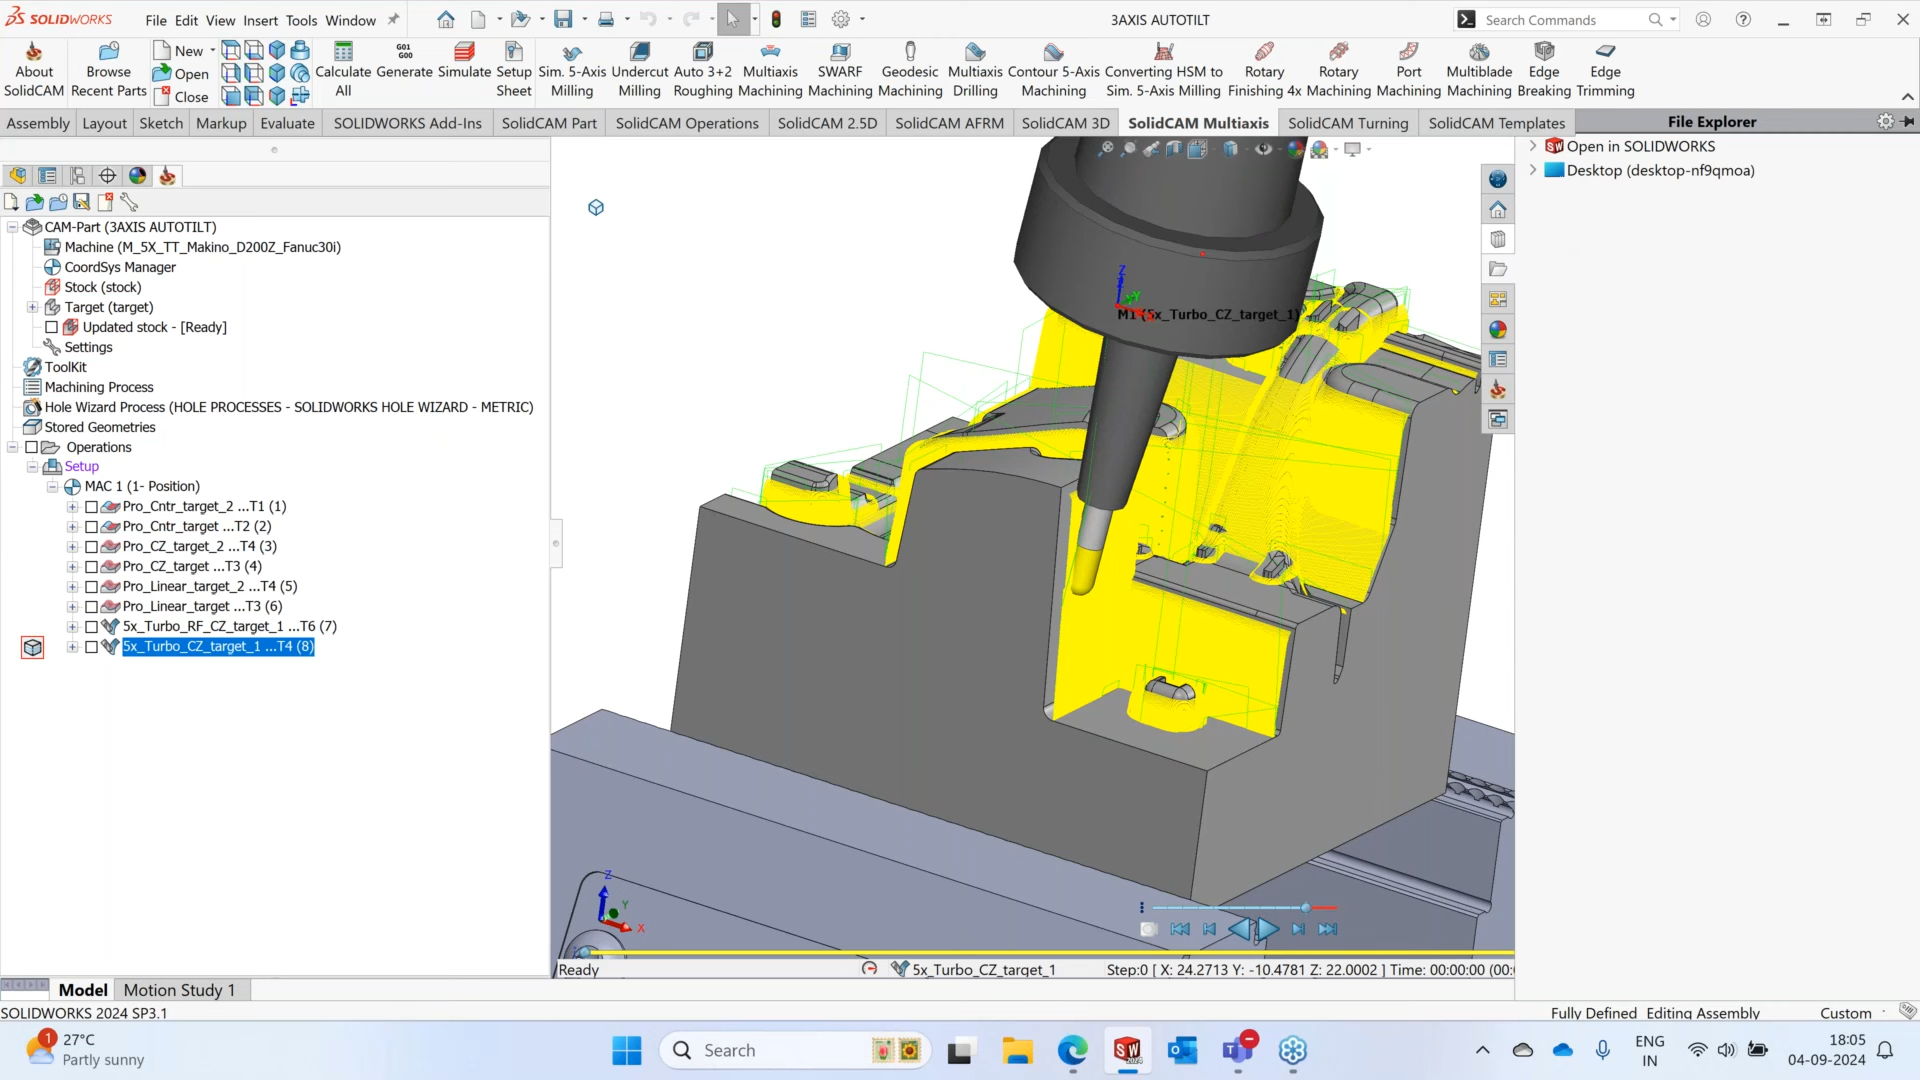 SOLIDWORKS File Edit View Insert Tools Window 3AXIS AUTOTILT Search Commands
About SolidCAM
Browse Recent Parts
New
Open
Close
Calculate All
Generate
G01
G00
Simulate
Setup Sheet
Sim. 5-Axis Milling
Undercut Milling
Auto 3+2 Roughing
Multiaxis Machining
SWARF Machining
Geodesic Machining
Multiaxis Drilling
Contour 5-Axis Machining
Converting HSM to Sim. 5-Axis Milling
Rotary Finishing 4x
Rotary Machining
Port Machining
Multiblade Machining
Edge Breaking
Edge Trimming
Assembly Layout Sketch Markup Evaluate SOLIDWORKS Add-Ins SolidCAM Part SolidCAM Operations SolidCAM 2.5D SolidCAM AFRM SolidCAM 3D SolidCAM Multiaxis SolidCAM Turning SolidCAM Templates
File Explorer
Open in SOLIDWORKS
Desktop (desktop-nf9qmoa)
CAM-Part (3AXIS AUTOTILT)
Machine (M_5X_TT_Makino_D200Z_Fanuc30i)
CoordSys Manager
Stock (stock)
Target (target)
Updated stock - [Ready]
Settings
ToolKit
Machining Process
Hole Wizard Process (HOLE PROCESSES - SOLIDWORKS HOLE WIZARD - METRIC)
Stored Geometries
Operations
Setup
MAC 1 (1- Position)
Pro_Cntr_target_2 ...T1 (1)
Pro_Cntr_target ...T2 (2)
Pro_CZ_target_2 ...T4 (3)
Pro_CZ_target ...T3 (4)
Pro_Linear_target_2 ...T4 (5)
Pro_Linear_target ...T3 (6)
5x_Turbo_RF_CZ_target_1 ...T6 (7)
5x_Turbo_CZ_target_1 ...T4 (8)
Z
M1 (5x_Turbo_CZ_target_1)
Z
Y
X
Ready 5x_Turbo_CZ_target_1 Step:0 [ X: 24.2713 Y: -10.4781 Z: 22.0002 ] Time: 00:00:00 (00:
Model Motion Study 1
SOLIDWORKS 2024 SP3.1 Fully Defined Editing Assembly Custom
1
27°C
Partly sunny
Search
ENG
IN
18:05
04-09-2024